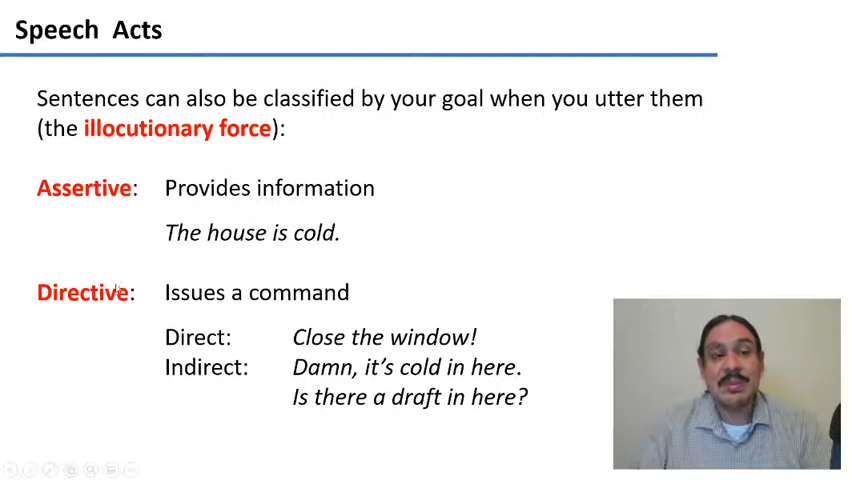 Speech Acts
Sentences can also be classified by your goal when you utter them
(the illocutionary force):
Assertive: Provides information
The house is cold.
Directive: Issues a command
Direct: Close the window!
Indirect: Damn, it's cold in here.
Is there a draft in here?